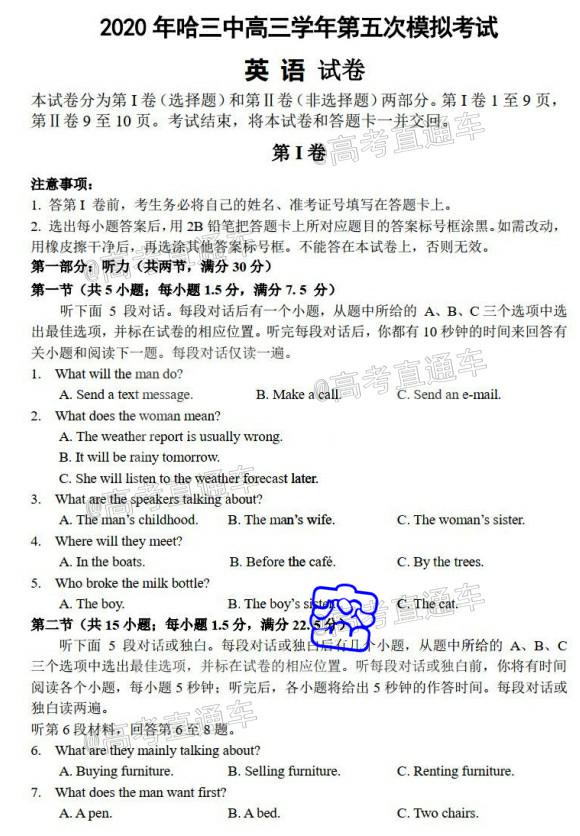 2020 年哈三中高三学年第五次模拟考试
英 语 试卷
本试卷分为第 I 卷 (选择题) 和第 II 卷 (非选择题) 两部分。第 I 卷 1 至 9 页,
第 II 卷 9 至 10 页。考试结束, 将本试卷和答题卡一并交回。
@高考直通车
第 I 卷
注意事项:
1. 答第 I 卷前, 考生务必将自己的姓名、准考证号填写在答题卡上。
2. 选出每小题答案后, 用 2B 铅笔把答题卡上所对应题目的答案标号框涂黑。如需改动,
用橡皮擦干净后, 再选涂其他答案标号框。不能答在本试卷上, 否则无效。
@高考直通车
第一部分: 听力 (共两节, 满分 30 分)
第一节 (共 5 小题; 每小题 1.5 分, 满分 7.5 分)
听下面 5 段对话。每段对话后有一个小题, 从题中所给的 A、B、C 三个选项中选
出最佳选项, 并标在试卷的相应位置。听完每段对话后, 你都有 10 秒钟的时间来回答有
关小题和阅读下一题。每段对话仅读一遍。
1. What will the man do?
A. Send a text message. B. Make a call. C. Send an e-mail.
@高考直通车
2. What does the woman mean?
A. The weather report is usually wrong.
B. It will be rainy tomorrow.
C. She will listen to the weather forecast later.
3. What are the speakers talking about?
@高考直通车
A. The man's childhood. B. The man's wife. C. The woman's sister.
4. Where will they meet?
A. In the boats. B. Before the café. C. By the trees.
5. Who broke the milk bottle?
A. The boy. B. The boy's C. The cat.
高考直通车
第二节 (共 15 小题; 每小题 1.5 分, 满分 22.5 分)
听下面 5 段对话或独白。每段对话或独白后有几个小题, 从题中所给的 A、B、C
三个选项中选出最佳选项, 并标在试卷的相应位置。听每段对话或独白前, 你将有时间
阅读各个小题, 每小题 5 秒钟; 听完后, 各小题将给出 5 秒钟的作答时间。每段对话或
独白读两遍。
听第 6 段材料, 回答第 6 至 8 题。
@高考直通车
6. What are they mainly talking about?
A. Buying furniture. B. Selling furniture. C. Renting furniture.
7. What does the man want first?
A. A pen. B. A bed. C. Two chairs.